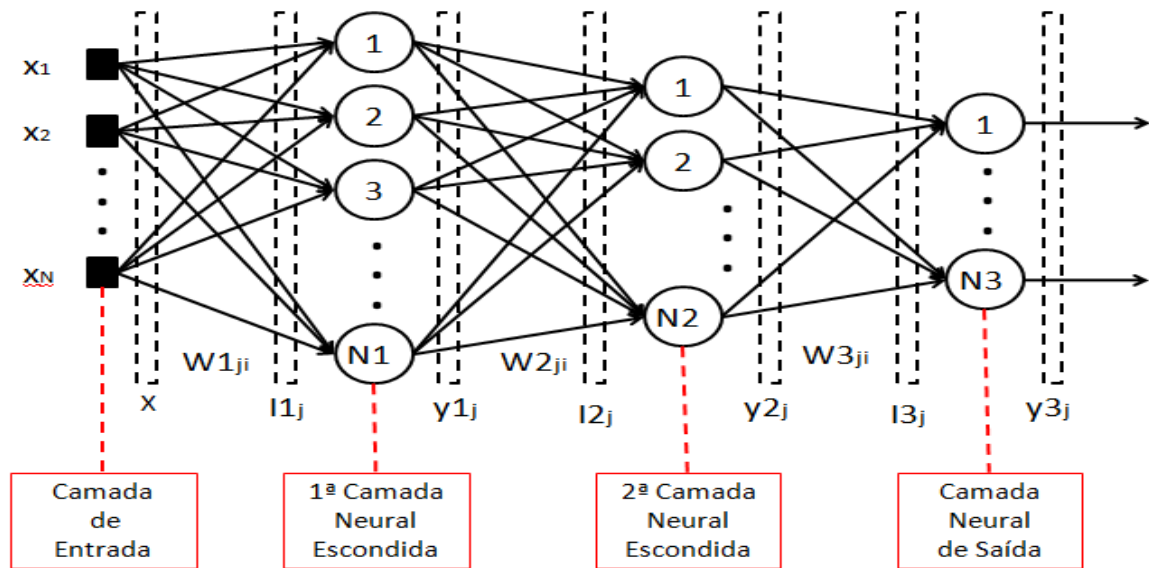 x1
x2
xN
1
2
3
N1
1
2
N2
1
N3
W1ji
W2ji
W3ji
x
I1j
y1j
I2j
y2j
I3j
y3j
Camada
de
Entrada
1ª Camada
Neural
Escondida
2ª Camada
Neural
Escondida
Camada
Neural
de Saída